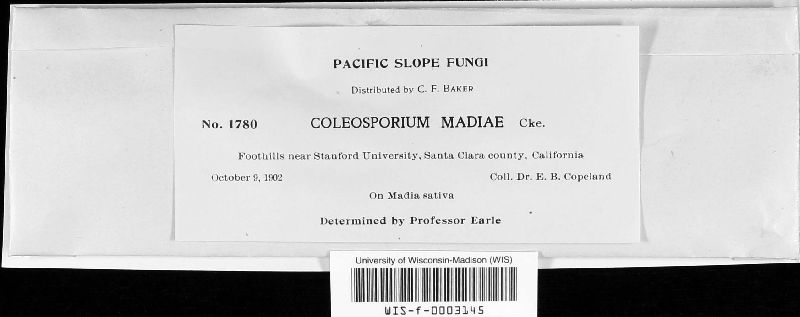 PACIFIC SLOPE FUNGI
Distributed by C. F. BAKER
No. 1780 COLEOSPORIUM MADIAE Cke.
Foothills near Stanford University, Santa Clara county, California
October 9, 1902 Coll. Dr. E. B. Copeland
On Madia sativa
Determined by Professor Earle
University of Wisconsin-Madison (WIS)
WIS-f-0003145